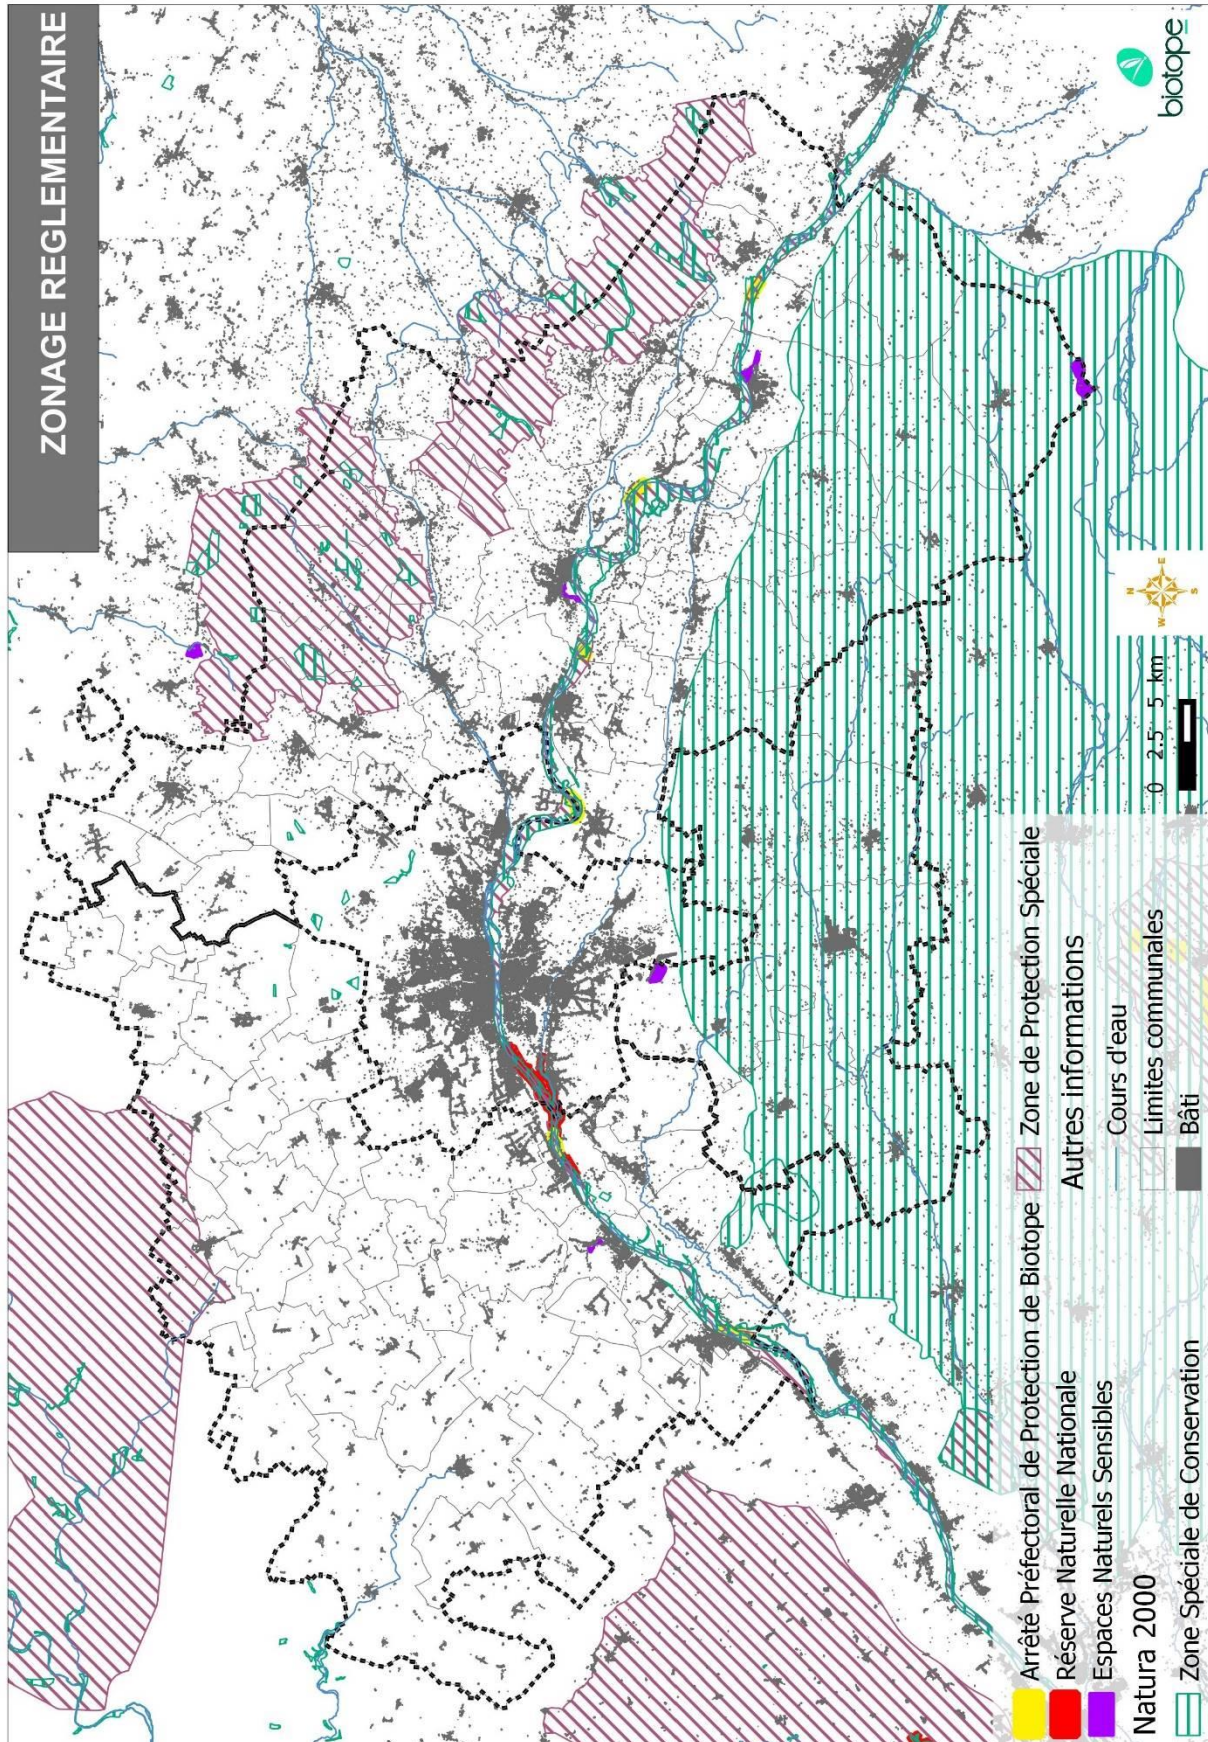 ZONAGE REGLEMENTAIRE
Arrêté Préfectoral de Protection de Biotope
Réserve Naturelle Nationale
Espaces Naturels Sensibles
Natura 2000
Zone Spéciale de Conservation
Zone de Protection Spéciale
Autres informations
Cours d'eau
Limites communales
Bâti
0 2.5 5 km
N
W E
S
biotope